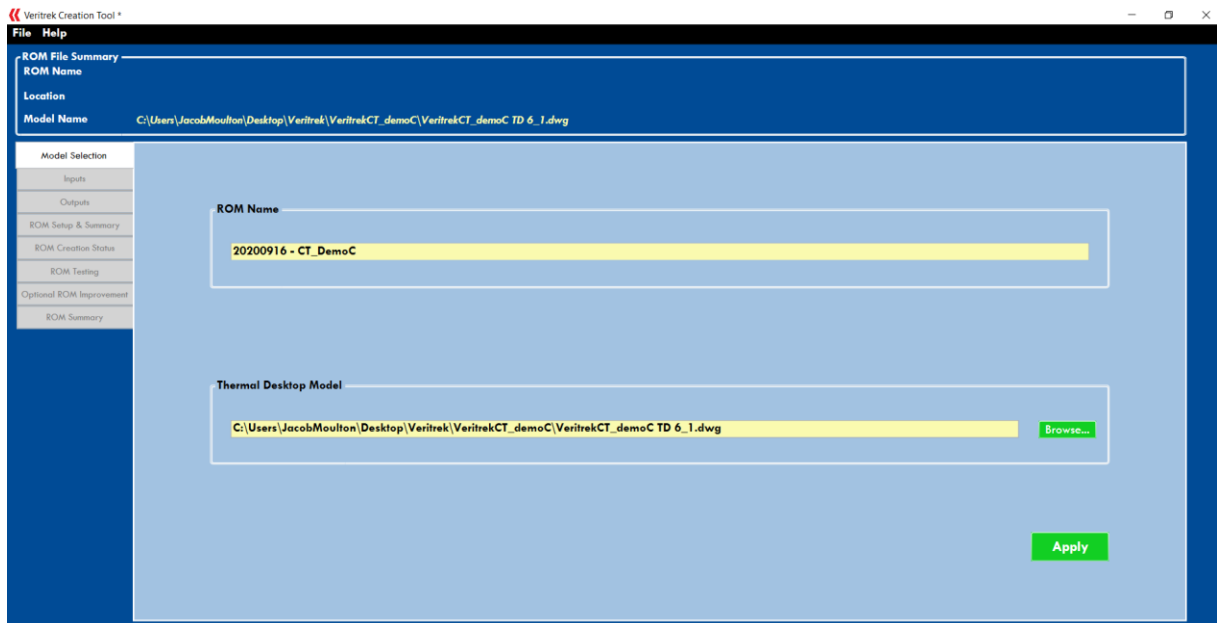 Veritrek Creation Tool *
File Help
ROM File Summary
ROM Name
Location
Model Name C:\Users\JacobMoulton\Desktop\Veritrek\VeritrekCT_demoC\VeritrekCT_demoC TD 6_1.dwg
Model Selection
Inputs
Outputs
ROM Setup & Summary
ROM Creation Status
ROM Testing
Optional ROM Improvement
ROM Summary
ROM Name
20200916 - CT_DemoC
Thermal Desktop Model
C:\Users\JacobMoulton\Desktop\Veritrek\VeritrekCT_demoC\VeritrekCT_demoC TD 6_1.dwg
Browse...
Apply